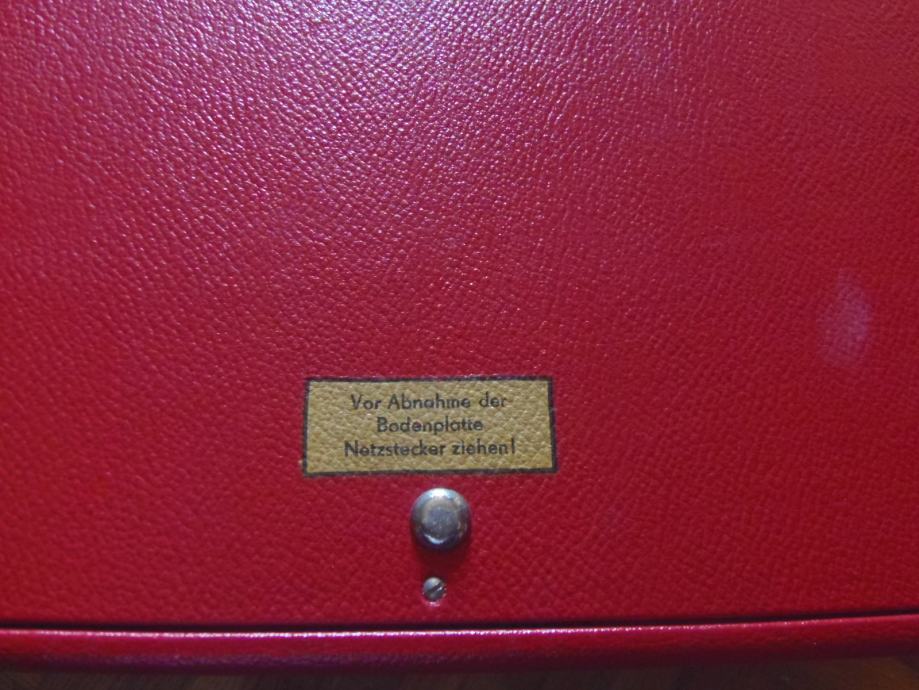 Vor Abnahme der
Bodenplatte
Netzstecker ziehen!